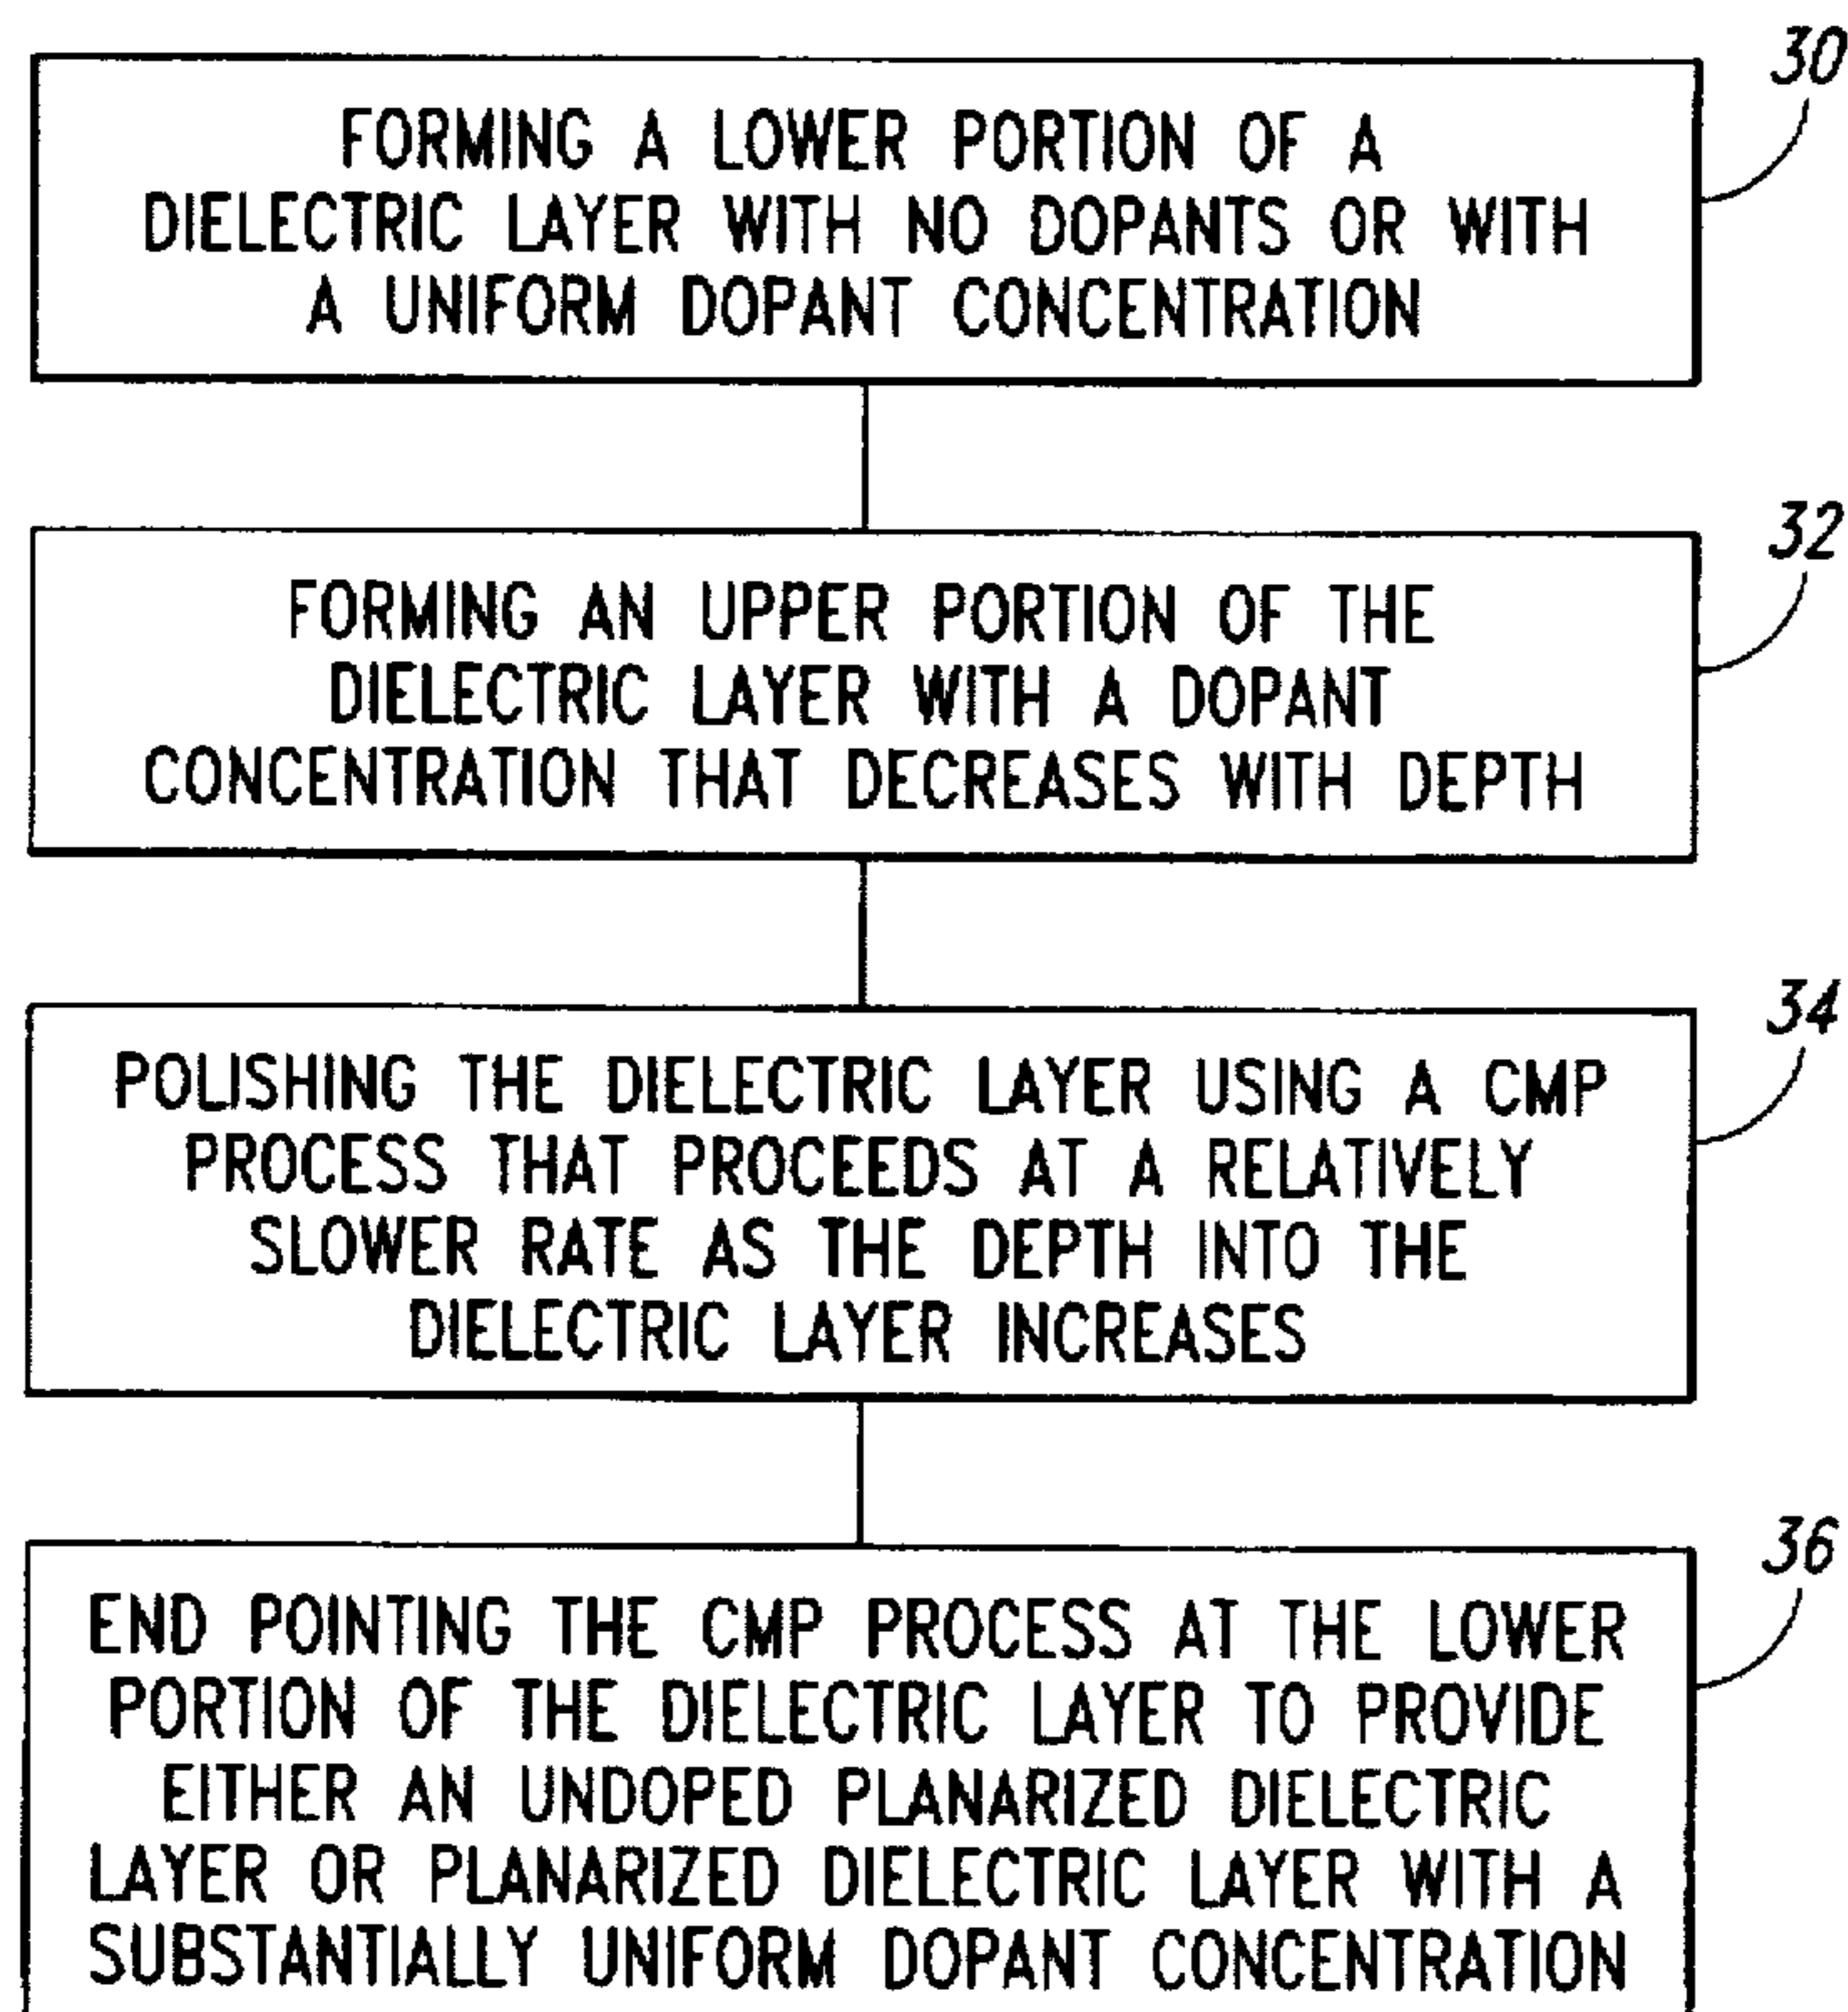 30
FORMING A LOWER PORTION OF A
DIELECTRIC LAYER WITH NO DOPANTS OR WITH
A UNIFORM DOPANT CONCENTRATION
32
FORMING AN UPPER PORTION OF THE
DIELECTRIC LAYER WITH A DOPANT
CONCENTRATION THAT DECREASES WITH DEPTH
34
POLISHING THE DIELECTRIC LAYER USING A CMP
PROCESS THAT PROCEEDS AT A RELATIVELY
SLOWER RATE AS THE DEPTH INTO THE
DIELECTRIC LAYER INCREASES
36
END POINTING THE CMP PROCESS AT THE LOWER
PORTION OF THE DIELECTRIC LAYER TO PROVIDE
EITHER AN UNDOPED PLANARIZED DIELECTRIC
LAYER OR PLANARIZED DIELECTRIC LAYER WITH A
SUBSTANTIALLY UNIFORM DOPANT CONCENTRATION